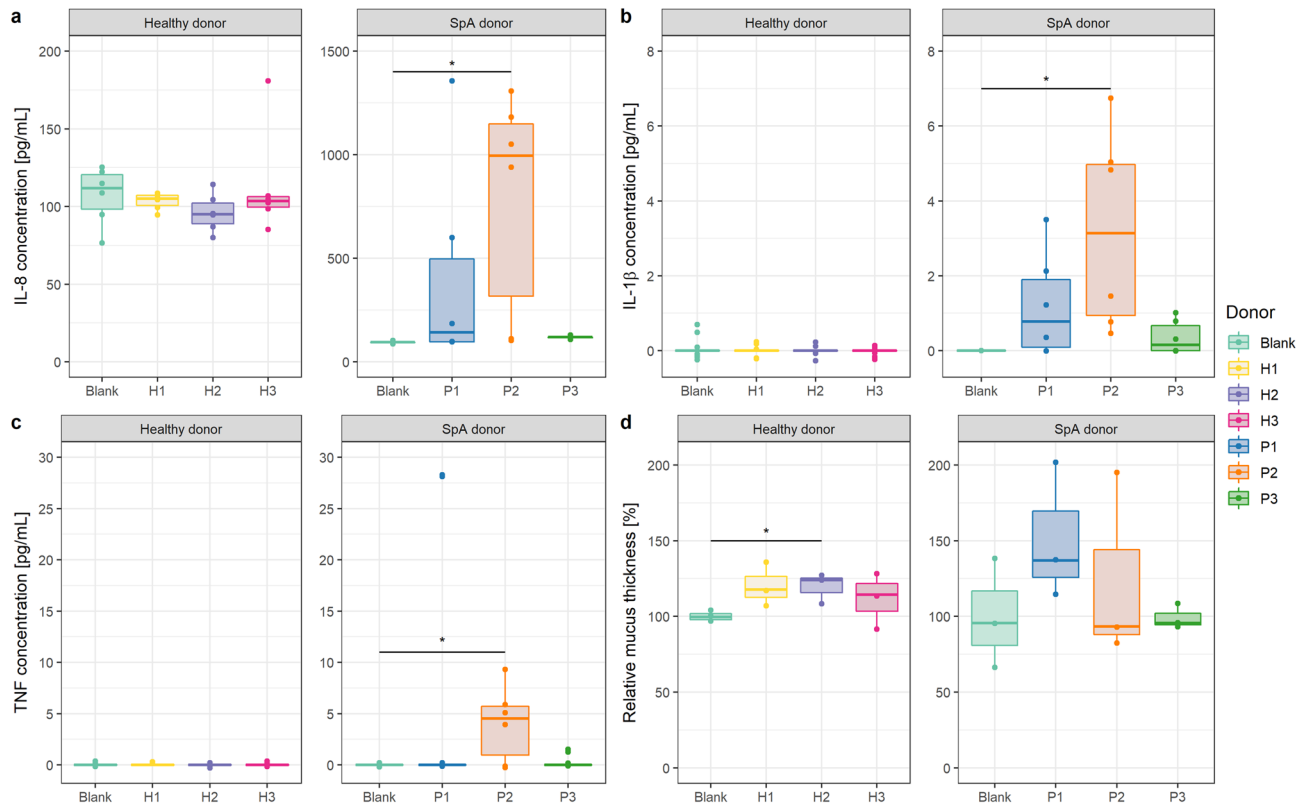 a
Healthy donor
SpA donor
IL-8 concentration [pg/mL]
200
150
100
50
0
Blank H1 H2 H3
1500
1000
500
0
*
Blank P1 P2 P3
b
Healthy donor
SpA donor
IL-1β concentration [pg/mL]
8
6
4
2
0
Blank H1 H2 H3
8
6
4
2
0
*
Blank P1 P2 P3
c
Healthy donor
SpA donor
TNF concentration [pg/mL]
30
25
20
15
10
5
0
Blank H1 H2 H3
30
25
20
15
10
5
0
*
Blank P1 P2 P3
d
Healthy donor
SpA donor
Relative mucus thickness [%]
200
150
100
50
0
*
Blank H1 H2 H3
200
150
100
50
0
Blank P1 P2 P3
Donor
Blank
H1
H2
H3
P1
P2
P3